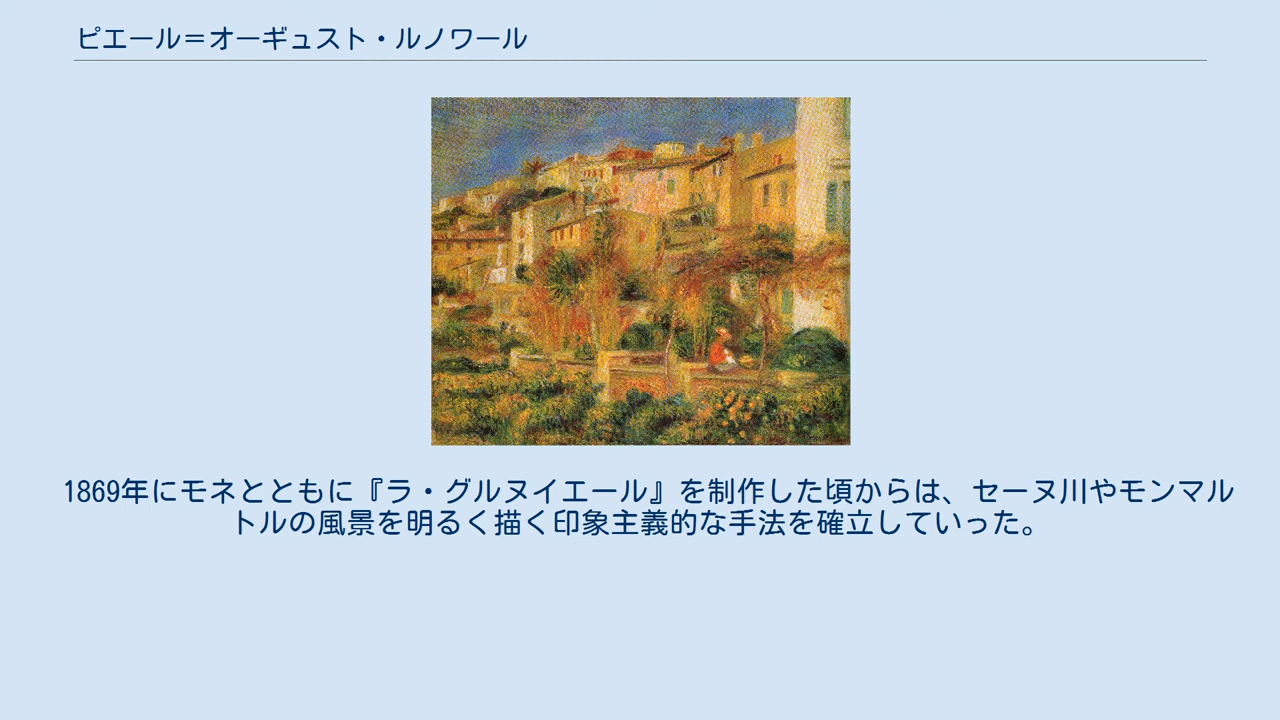 ピエール＝オーギュスト・ルノワール
1869年にモネとともに『ラ・グルヌイエール』を制作した頃からは、セーヌ川やモンマル
トルの風景を明るく描く印象主義的な手法を確立していった。